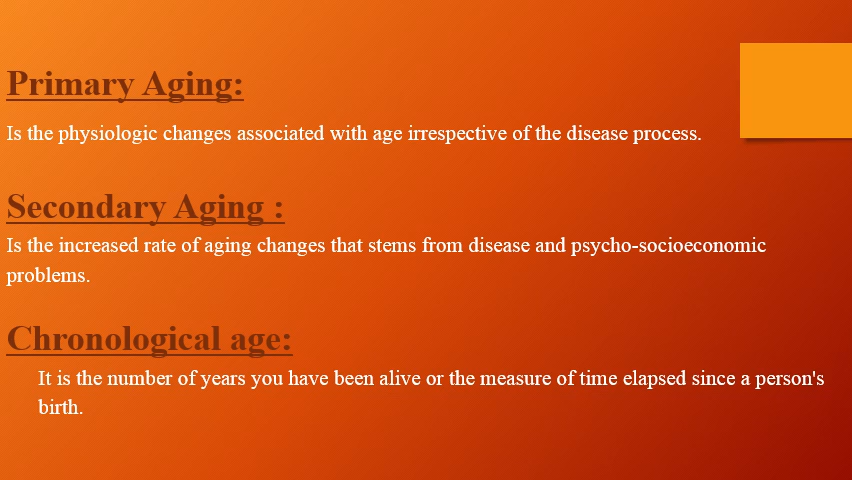 Primary Aging:
Is the physiologic changes associated with age irrespective of the disease process.
Secondary Aging :
Is the increased rate of aging changes that stems from disease and psycho-socioeconomic
problems.
Chronological age:
It is the number of years you have been alive or the measure of time elapsed since a person's
birth.